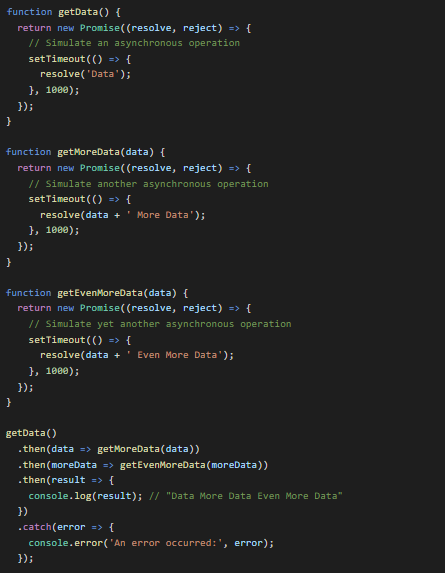 function getData() {
  return new Promise((resolve, reject) => {
    // Simulate an asynchronous operation
    setTimeout(() => {
      resolve('Data');
    }, 1000);
  });
}

function getMoreData(data) {
  return new Promise((resolve, reject) => {
    // Simulate another asynchronous operation
    setTimeout(() => {
      resolve(data + ' More Data');
    }, 1000);
  });
}

function getEvenMoreData(data) {
  return new Promise((resolve, reject) => {
    // Simulate yet another asynchronous operation
    setTimeout(() => {
      resolve(data + ' Even More Data');
    }, 1000);
  });
}

getData()
  .then(data => getMoreData(data))
  .then(moreData => getEvenMoreData(moreData))
  .then(result => {
    console.log(result); // "Data More Data Even More Data"
  })
  .catch(error => {
    console.error('An error occurred:', error);
  });